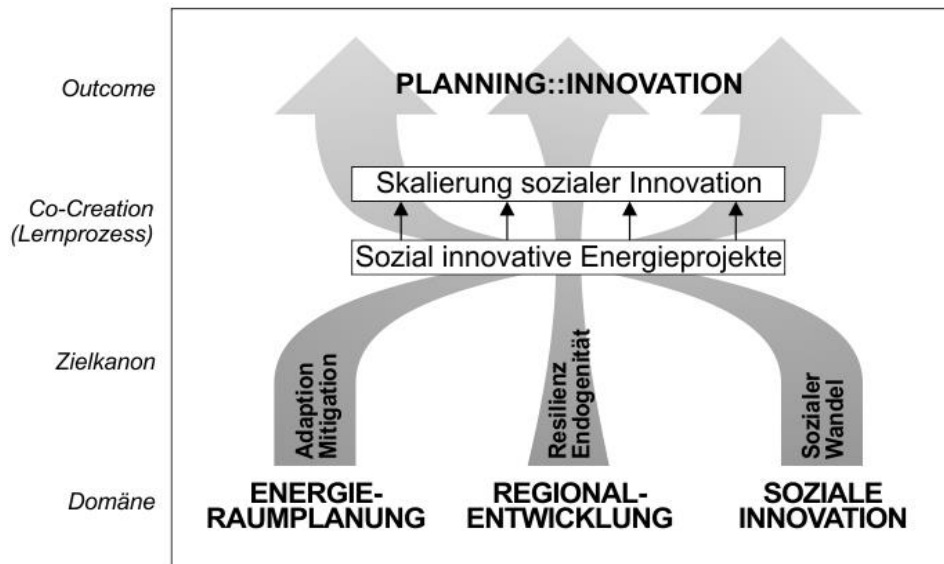 Outcome
PLANNING::INNOVATION
Skalierung sozialer Innovation
Co-Creation
(Lernprozess)
Sozial innovative Energieprojekte
Zielkanon
Adaption
Mitigation
Resilienz
Endogenität
Sozialer
Wandel
Domäne
ENERGIE-
RAUMPLANUNG
REGIONAL-
ENTWICKLUNG
SOZIALE
INNOVATION